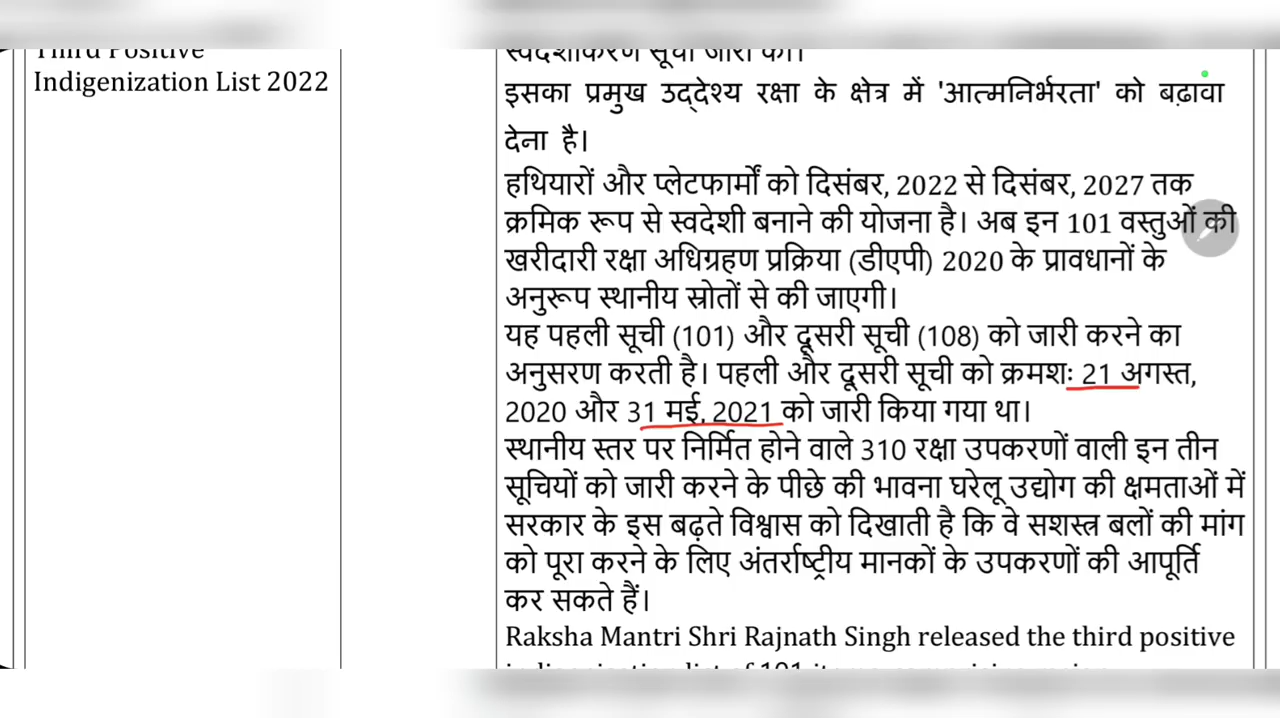 Third Positive
Indigenization List 2022
स्वदेशीकरण सूची जारी की।
इसका प्रमुख उद्देश्य रक्षा के क्षेत्र में 'आत्मनिर्भरता' को बढ़ावा
देना है।
हथियारों और प्लेटफार्मों को दिसंबर, 2022 से दिसंबर, 2027 तक
क्रमिक रूप से स्वदेशी बनाने की योजना है। अब इन 101 वस्तुओं की
खरीदारी रक्षा अधिग्रहण प्रक्रिया (डीएपी) 2020 के प्रावधानों के
अनुरूप स्थानीय स्रोतों से की जाएगी।
यह पहली सूची (101) और दूसरी सूची (108) को जारी करने का
अनुसरण करती है। पहली और दूसरी सूची को क्रमशः 21 अगस्त,
2020 और 31 मई, 2021 को जारी किया गया था।
स्थानीय स्तर पर निर्मित होने वाले 310 रक्षा उपकरणों वाली इन तीन
सूचियों को जारी करने के पीछे की भावना घरेलू उद्योग की क्षमताओं में
सरकार के इस बढ़ते विश्वास को दिखाती है कि वे सशस्त्र बलों की मांग
को पूरा करने के लिए अंतर्राष्ट्रीय मानकों के उपकरणों की आपूर्ति
कर सकते हैं।
Raksha Mantri Shri Rajnath Singh released the third positive